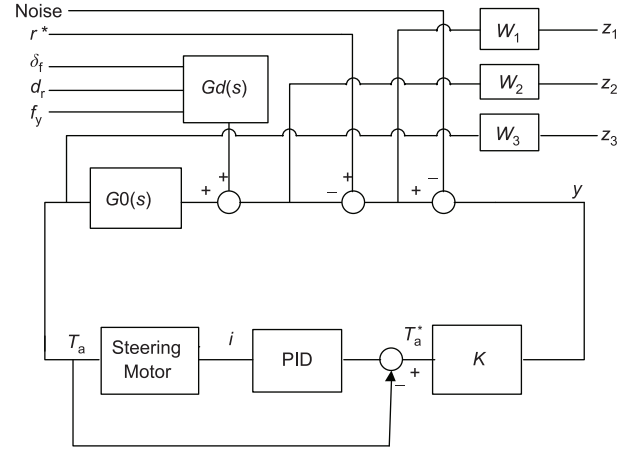 Noise
r *
δf
dr
fy
Gd(s)
W1
z1
W2
z2
W3
z3
G0(s)
+
+
+
−
+
−
y
Ta
Steering
Motor
i
PID
Ta*
−
+
K